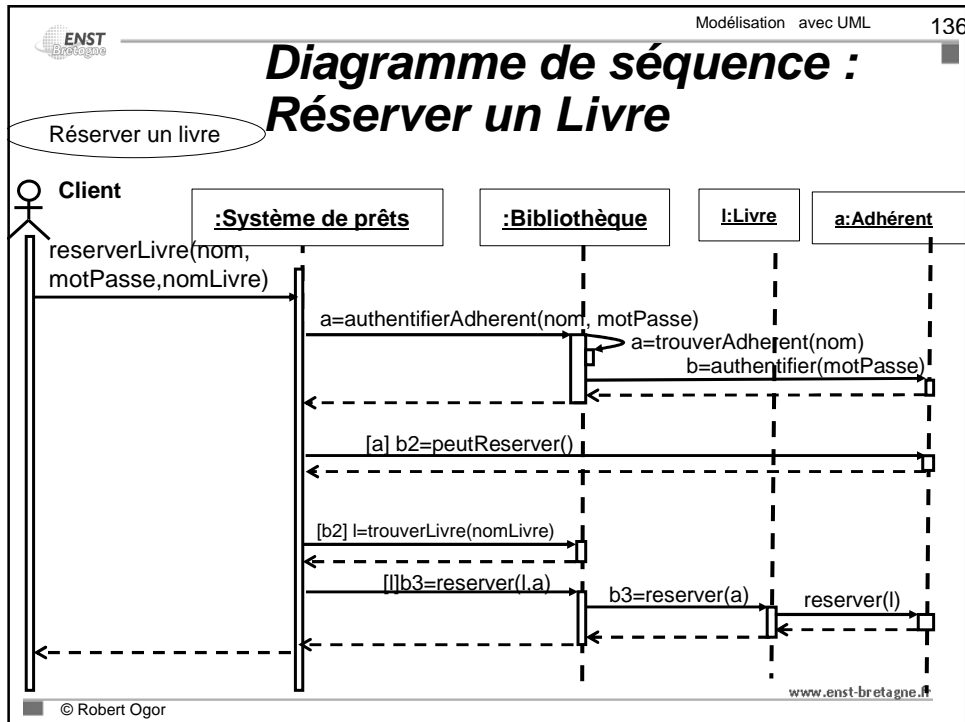 Modélisation avec UML
136
ENST
Bretagne
Diagramme de séquence :
Réserver un Livre
Réserver un livre
Client
:Système de prêts
:Bibliothèque
l:Livre
a:Adhérent
reserverLivre(nom,
motPasse,nomLivre)
a=authentifierAdherent(nom, motPasse)
a=trouverAdherent(nom)
b=authentifier(motPasse)
[a] b2=peutReserver()
[b2] l=trouverLivre(nomLivre)
[l]b3=reserver(l,a)
b3=reserver(a)
reserver(l)
www.enst-bretagne.fr
© Robert Ogor